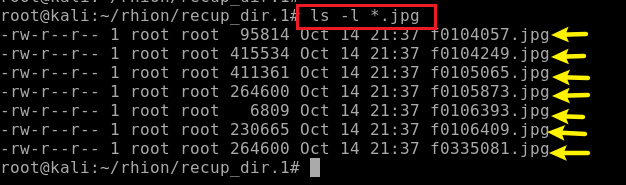 root@kali:~/rhion/recup_dir.1# ls -l *.jpg
-rw-r--r-- 1 root root  95814 Oct 14 21:37 f0104057.jpg
-rw-r--r-- 1 root root 415534 Oct 14 21:37 f0104249.jpg
-rw-r--r-- 1 root root 411361 Oct 14 21:37 f0105065.jpg
-rw-r--r-- 1 root root 264600 Oct 14 21:37 f0105873.jpg
-rw-r--r-- 1 root root   6809 Oct 14 21:37 f0106393.jpg
-rw-r--r-- 1 root root 230665 Oct 14 21:37 f0106409.jpg
-rw-r--r-- 1 root root 264600 Oct 14 21:37 f0335081.jpg
root@kali:~/rhion/recup_dir.1#